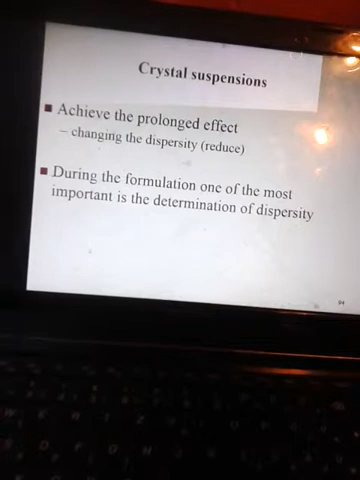 Crystal suspensions
Achieve the prolonged effect
– changing the dispersity (reduce)
During the formulation one of the most
important is the determination of dispersity